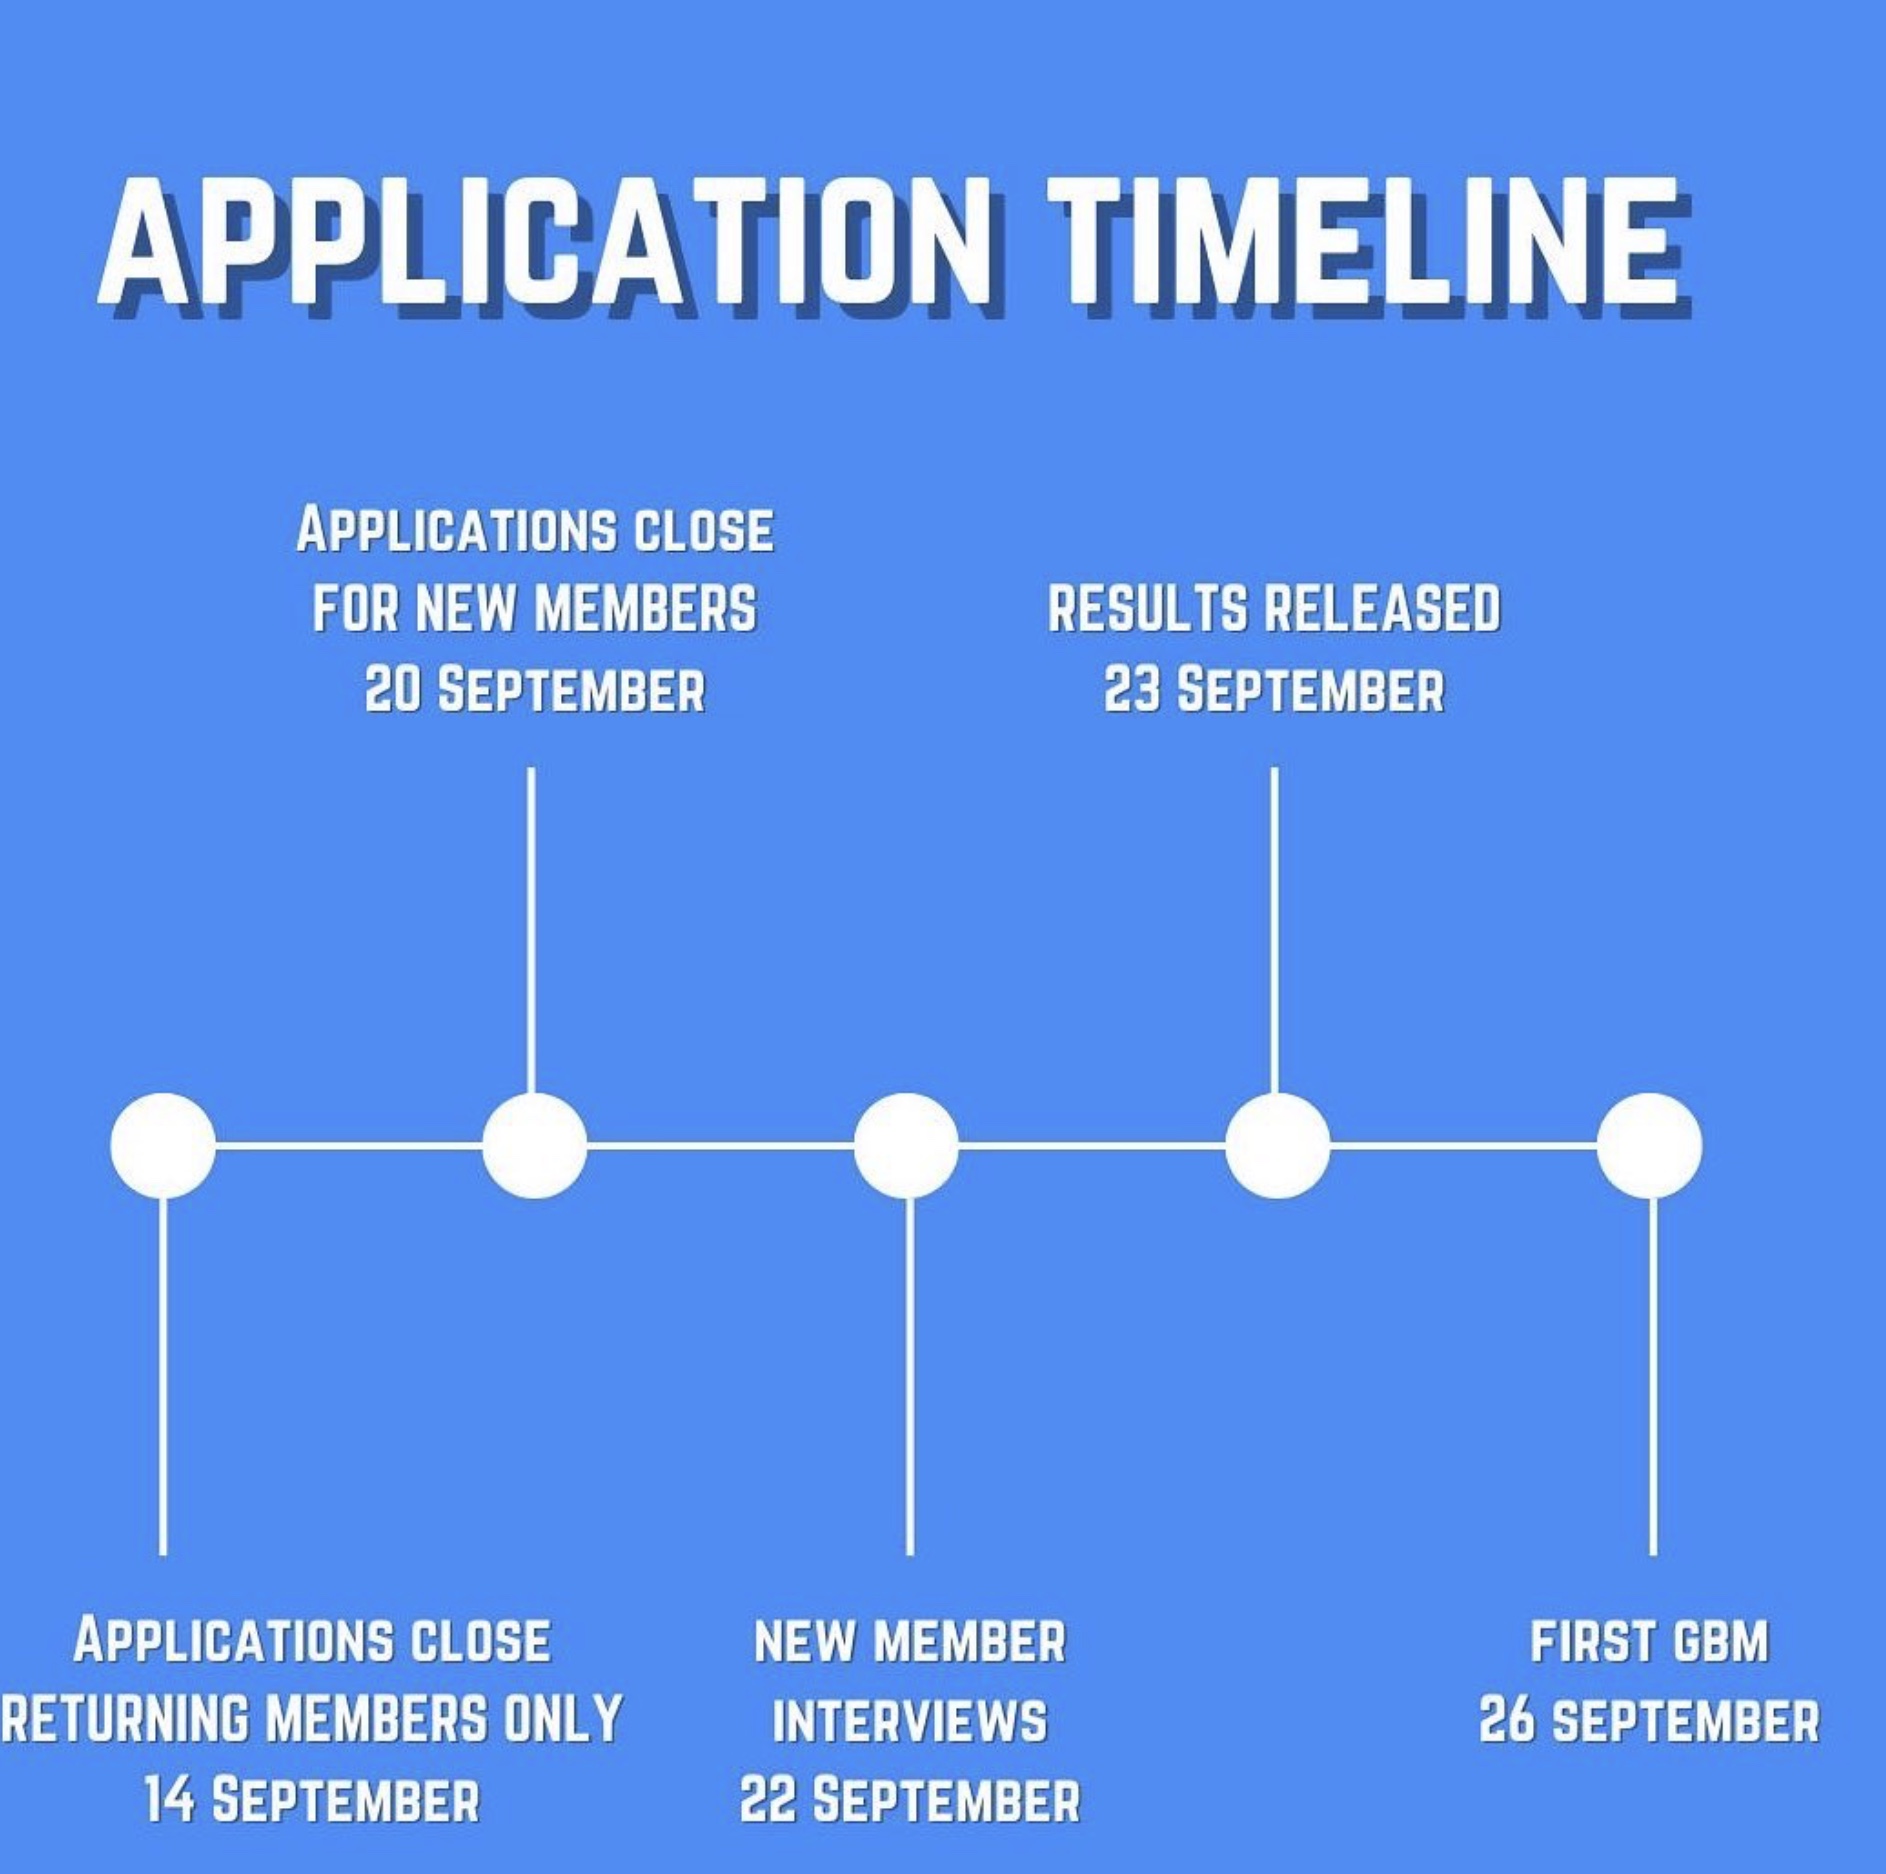 APPLICATION TIMELINE
APPLICATIONS CLOSE
FOR NEW MEMBERS
20 SEPTEMBER
RESULTS RELEASED
23 SEPTEMBER
APPLICATIONS CLOSE
RETURNING MEMBERS ONLY
14 SEPTEMBER
NEW MEMBER
INTERVIEWS
22 SEPTEMBER
FIRST GBM
26 SEPTEMBER